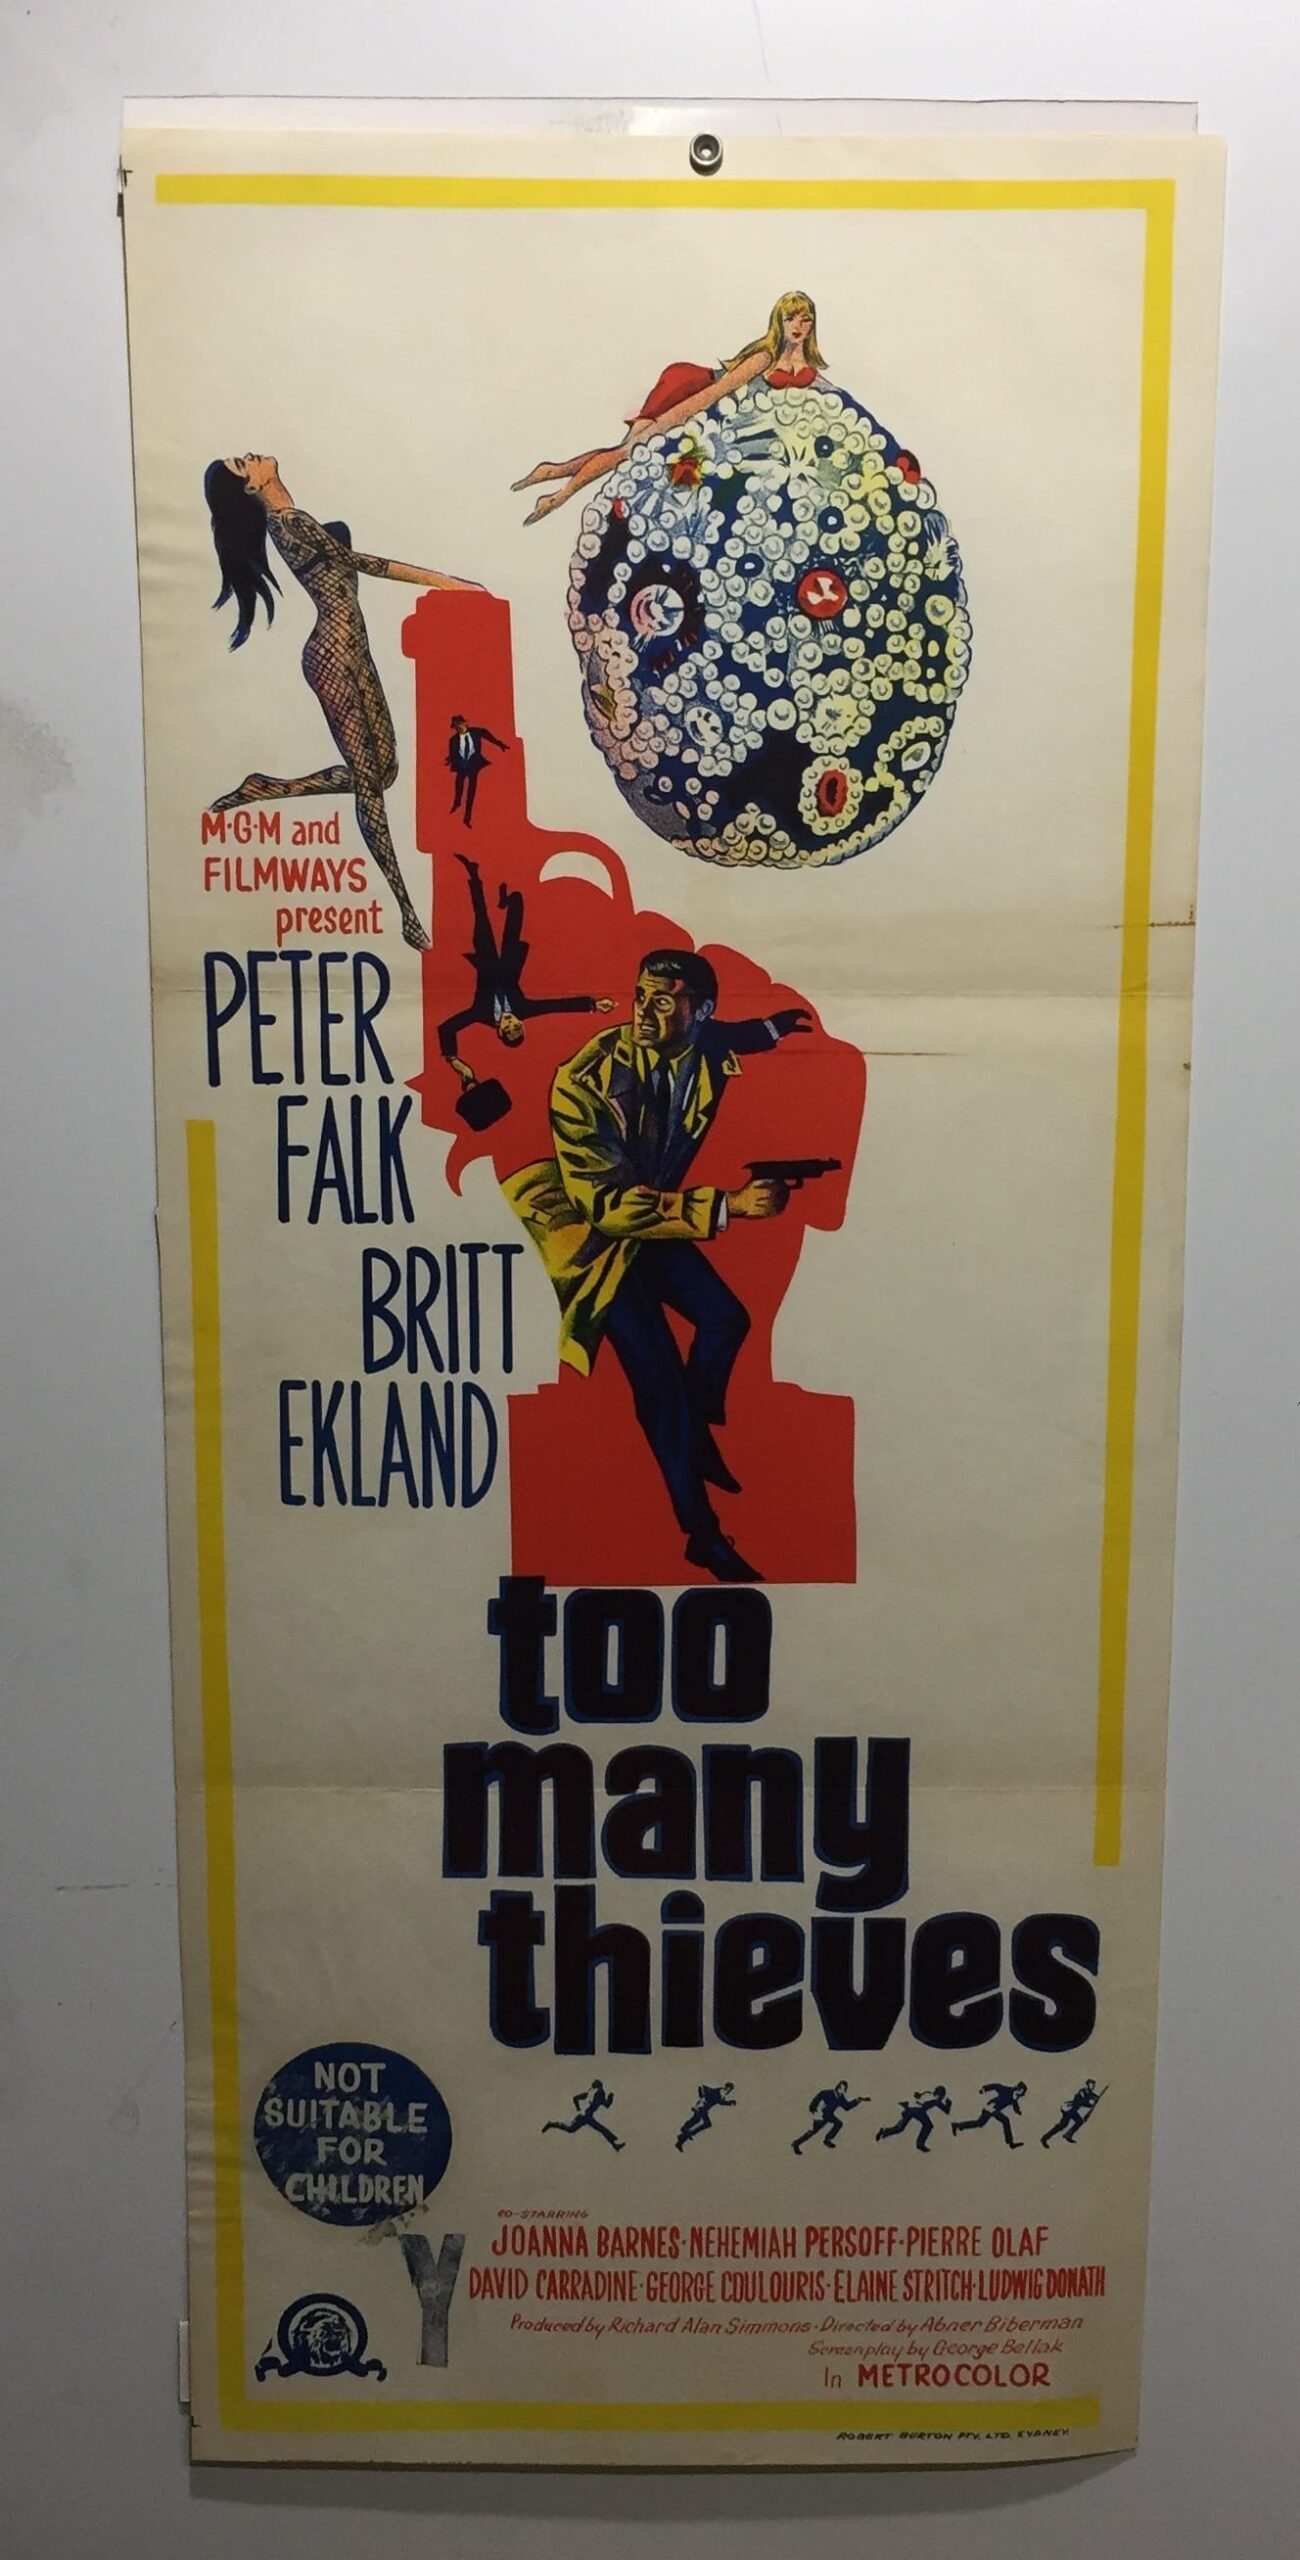 M·G·M and
FILMWAYS
present
PETER
FALK
BRITT
EKLAND
too
many
thieves
NOT
SUITABLE
FOR
CHILDREN
Y
CO-STARRING
JOANNA BARNES·NEHEMIAH PERSOFF·PIERRE OLAF
DAVID CARRADINE·GEORGE COULOURIS·ELAINE STRITCH·LUDWIG DONATH
Produced by Richard Alan Simmons·Directed by Abner Biberman
Screenplay by George Bellak
In METROCOLOR
ROBERT BURTON PTY. LTD. SYDNEY.